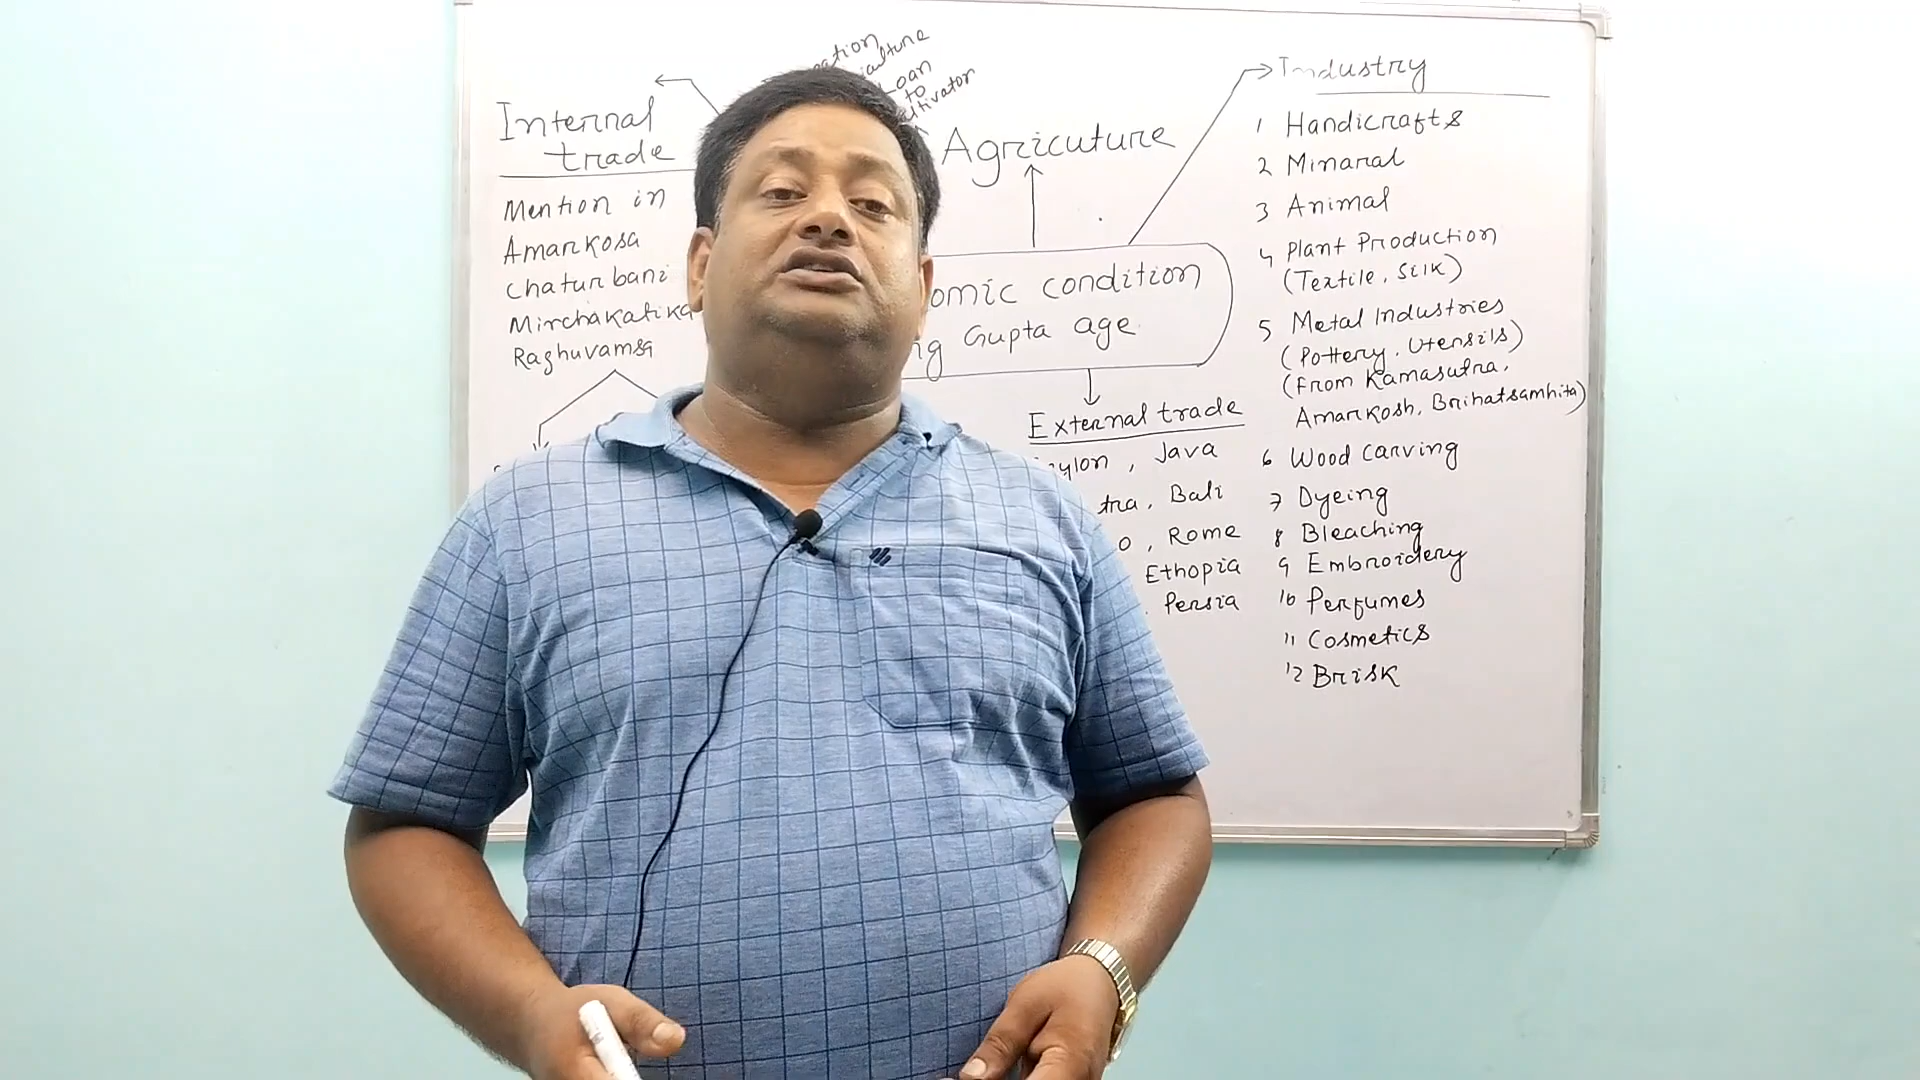 Internal
trade
Mention in
Amarkosa
Chaturbani
Mirchakatika
Raghuvamsa
Loan
to
Agricuture
condition
Gupta age
External trade
Java
Bali
Rome
Ethopia
Persia
Industry
1 Handicrafts
2 Minaral
3 Animal
4 Plant Production
(Textile, Silk)
5 Metal Industries
(Pottery, Utensils)
(From Kamasutra,
Amarkosh, Brihatsamhita)
6 Wood Carving
7 Dyeing
8 Bleaching
9 Embroidery
10 Perfumes
11 Cosmetics
12 Brisk